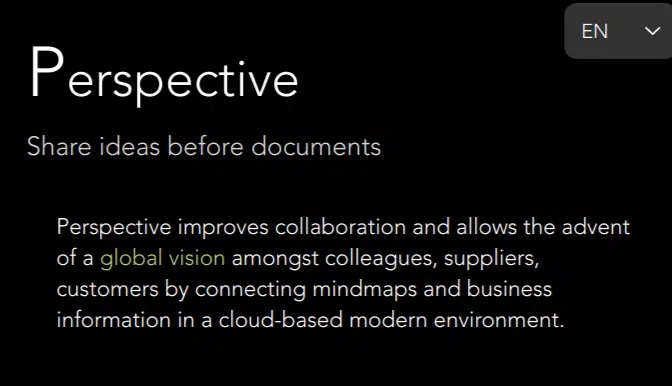 EN
Perspective
Share ideas before documents
Perspective improves collaboration and allows the advent
of a global vision amongst colleagues, suppliers,
customers by connecting mindmaps and business
information in a cloud-based modern environment.